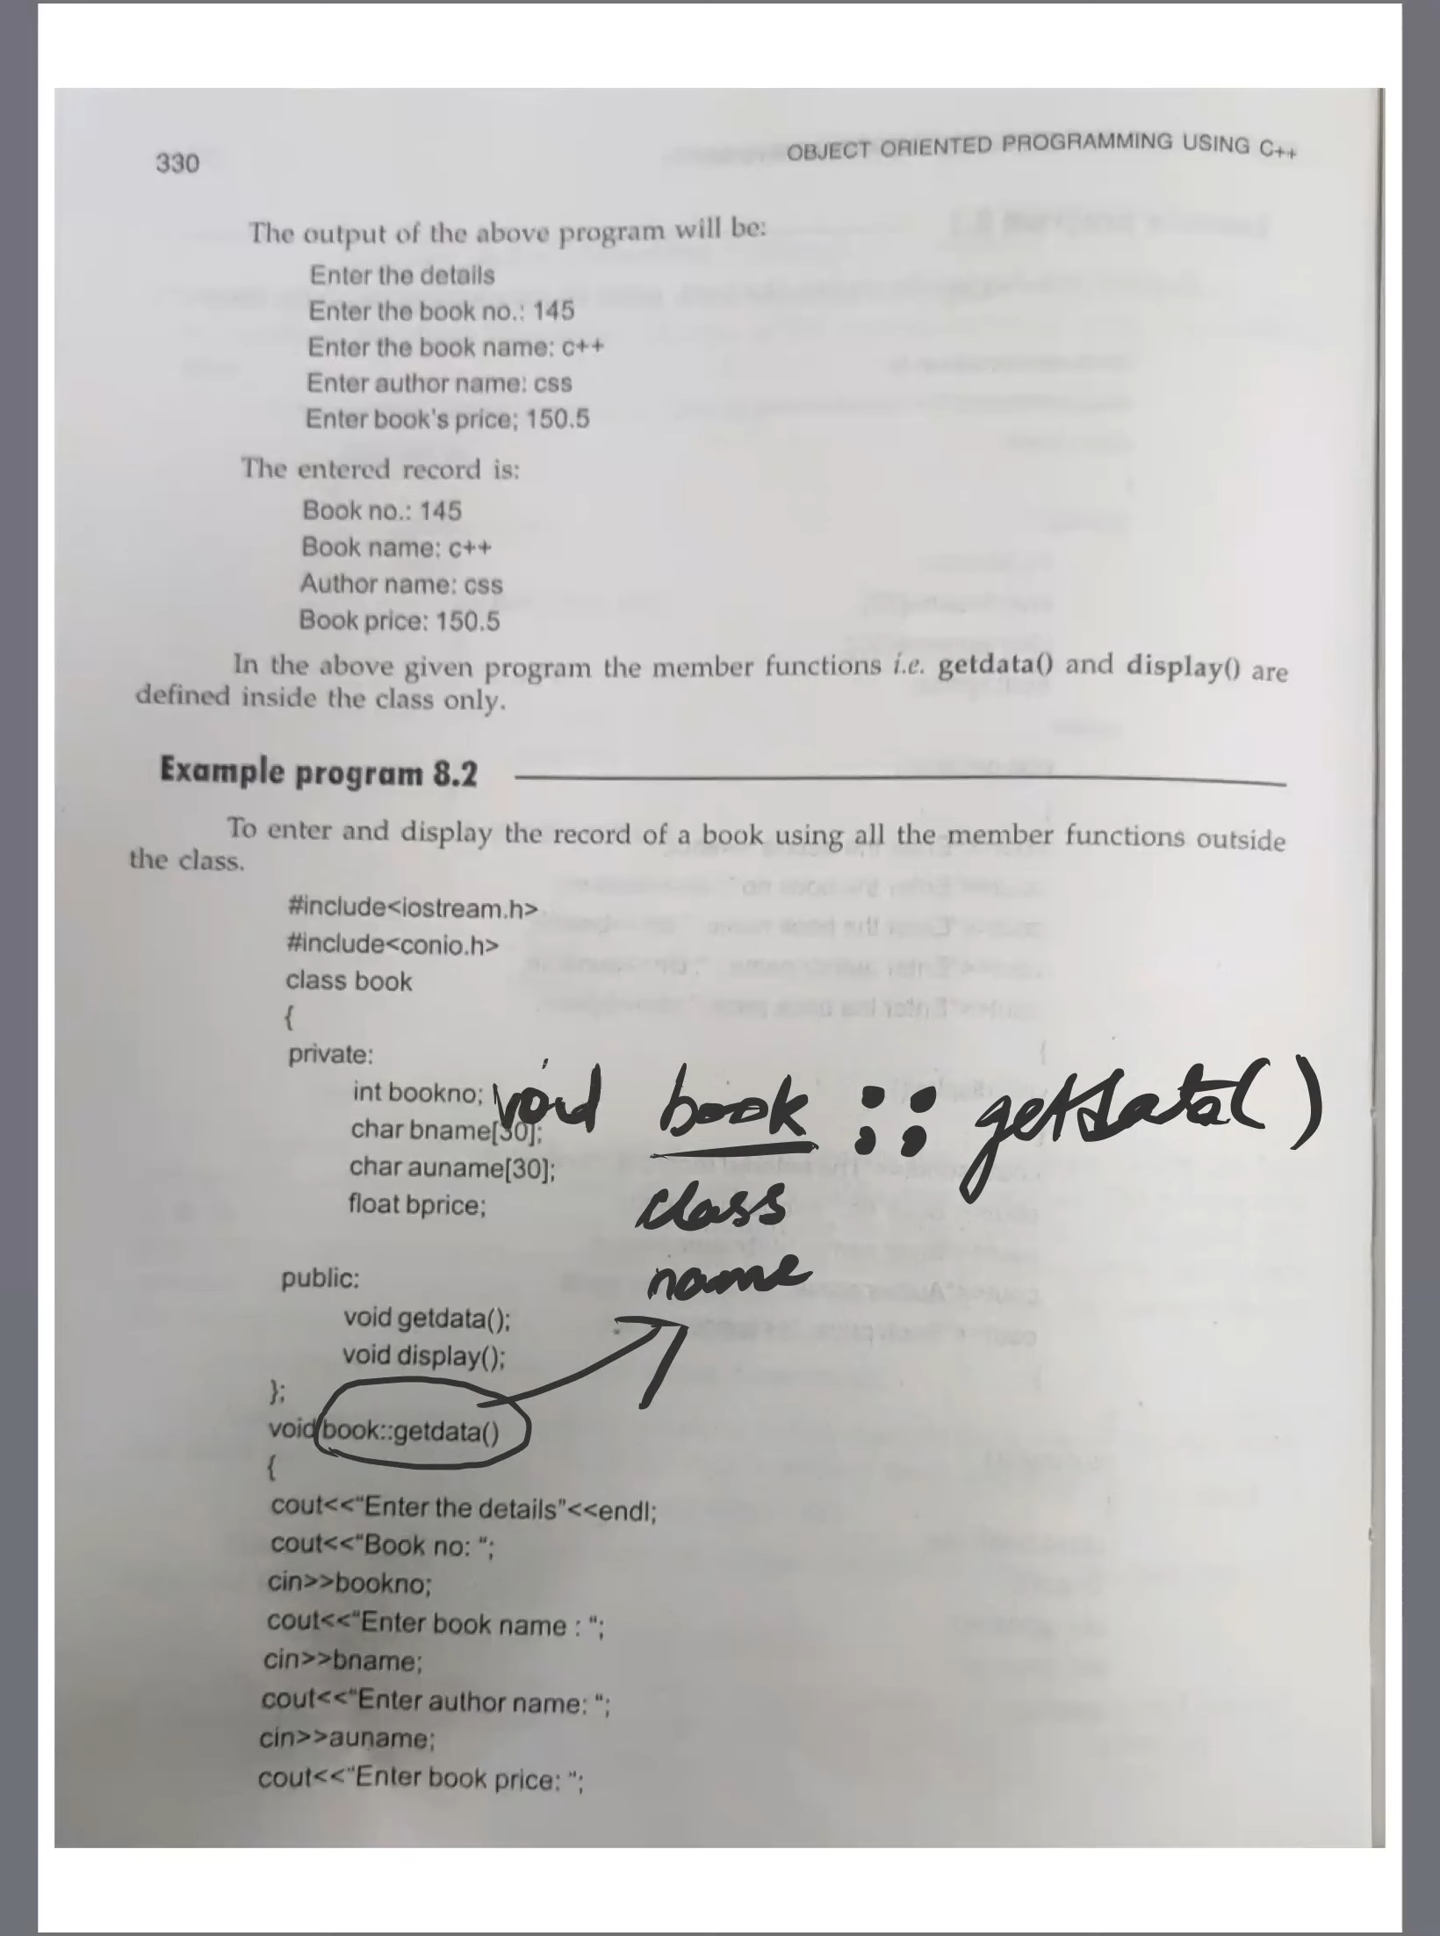 330
OBJECT ORIENTED PROGRAMMING USING C++
The output of the above program will be:
Enter the details
Enter the book no.: 145
Enter the book name: c++
Enter author name: css
Enter book's price; 150.5
The entered record is:
Book no.: 145
Book name: c++
Author name: css
Book price: 150.5
In the above given program the member functions i.e. getdata() and display() are
defined inside the class only.
Example program 8.2
To enter and display the record of a book using all the member functions outside
the class.
#include<iostream.h>
#include<conio.h>
class book
{
private:
int bookno;
char bname[30];
char auname[30];
float bprice;
void book :: getdata()
class
name
public:
void getdata();
void display();
};
void book::getdata()
{
cout<<"Enter the details"<<endl;
cout<<"Book no: ";
cin>>bookno;
cout<<"Enter book name : ";
cin>>bname;
cout<<"Enter author name: ";
cin>>auname;
cout<<"Enter book price: ";